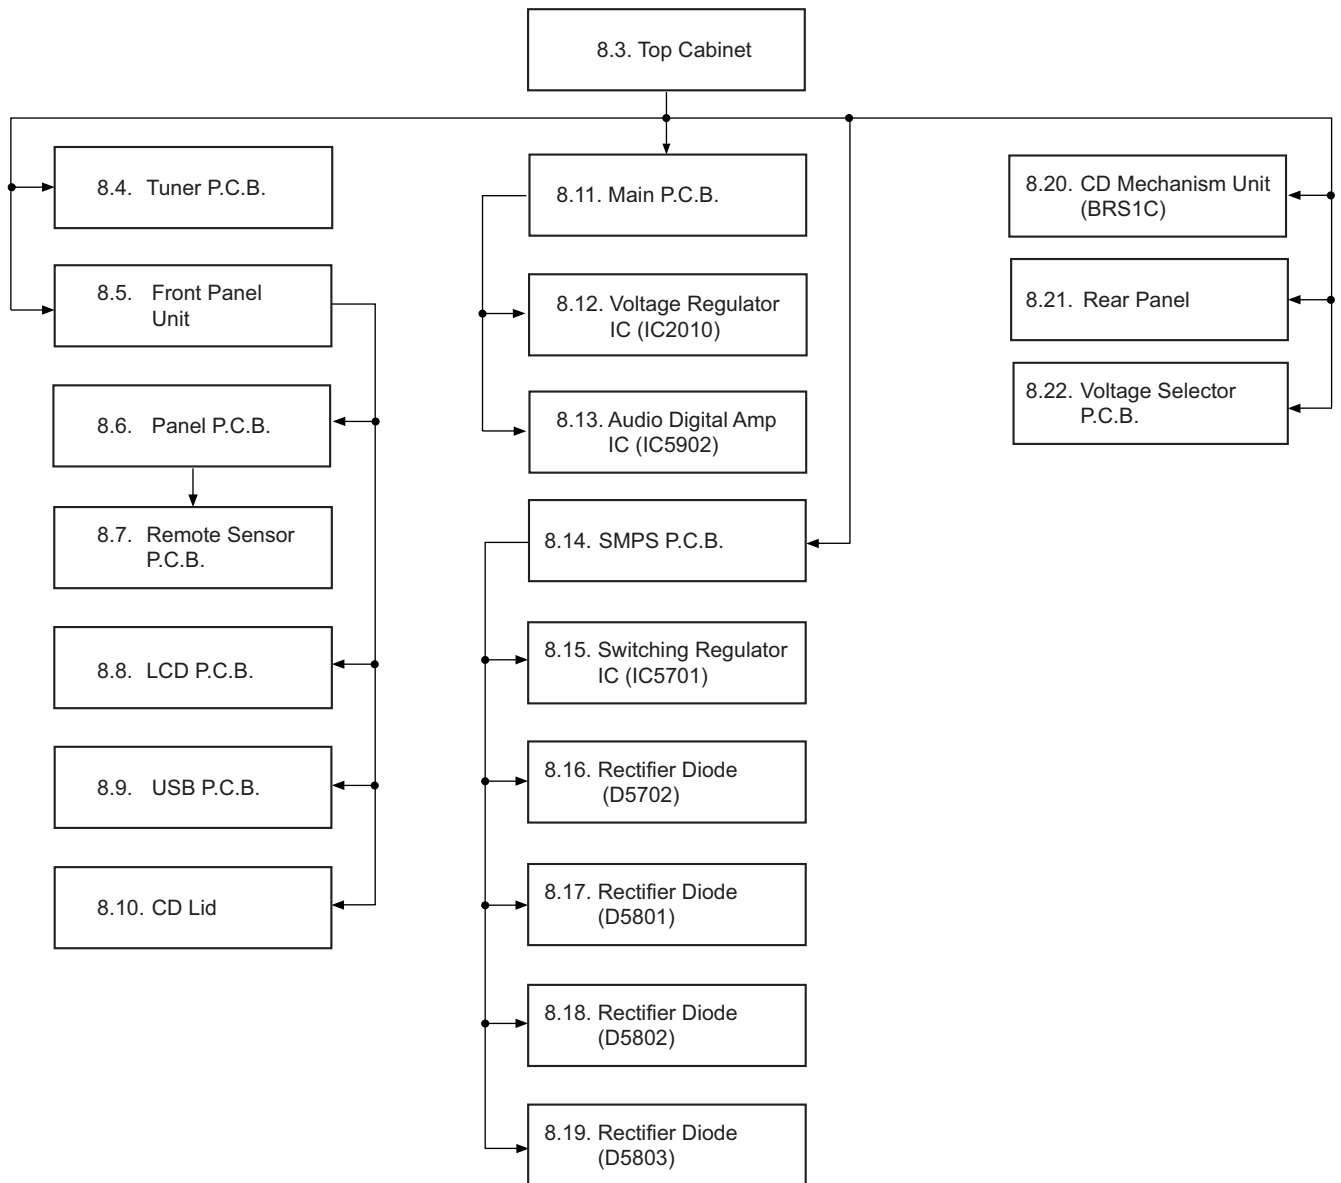 8.3. Top Cabinet
8.4. Tuner P.C.B.
8.5. Front Panel
Unit
8.6. Panel P.C.B.
8.7. Remote Sensor
P.C.B.
8.8. LCD P.C.B.
8.9. USB P.C.B.
8.10. CD Lid
8.11. Main P.C.B.
8.12. Voltage Regulator
IC (IC2010)
8.13. Audio Digital Amp
IC (IC5902)
8.14. SMPS P.C.B.
8.15. Switching Regulator
IC (IC5701)
8.16. Rectifier Diode
(D5702)
8.17. Rectifier Diode
(D5801)
8.18. Rectifier Diode
(D5802)
8.19. Rectifier Diode
(D5803)
8.20. CD Mechanism Unit
(BRS1C)
8.21. Rear Panel
8.22. Voltage Selector
P.C.B.